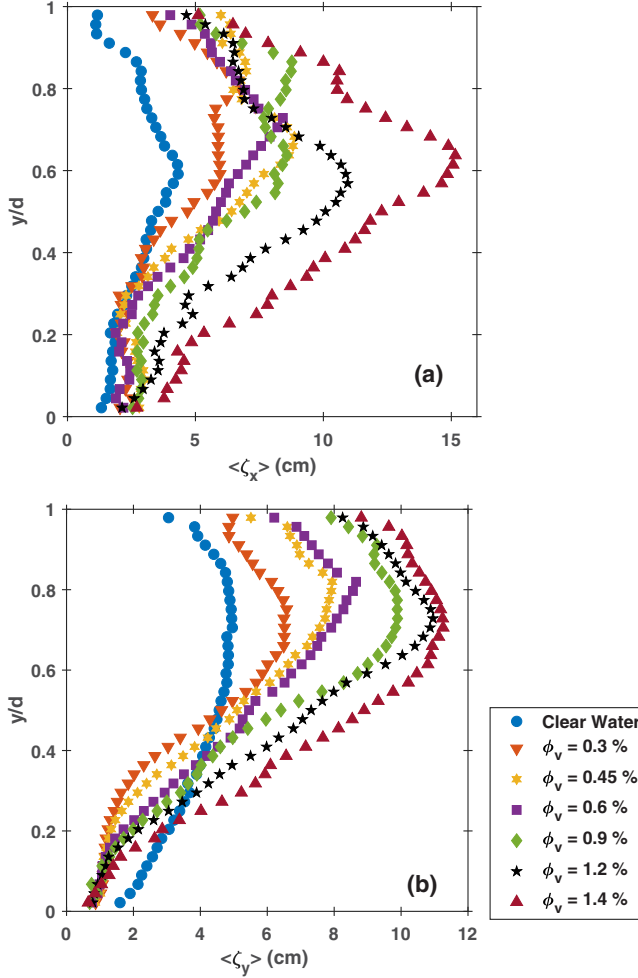 1
0.8
0.6
0.4
0.2
0
y/d
(a)
0 5 10 15
<ζx> (cm)
1
0.8
0.6
0.4
0.2
0
y/d
(b)
0 2 4 6 8 10 12
<ζy> (cm)
Clear Water
ϕv = 0.3 %
ϕv = 0.45 %
ϕv = 0.6 %
ϕv = 0.9 %
ϕv = 1.2 %
ϕv = 1.4 %